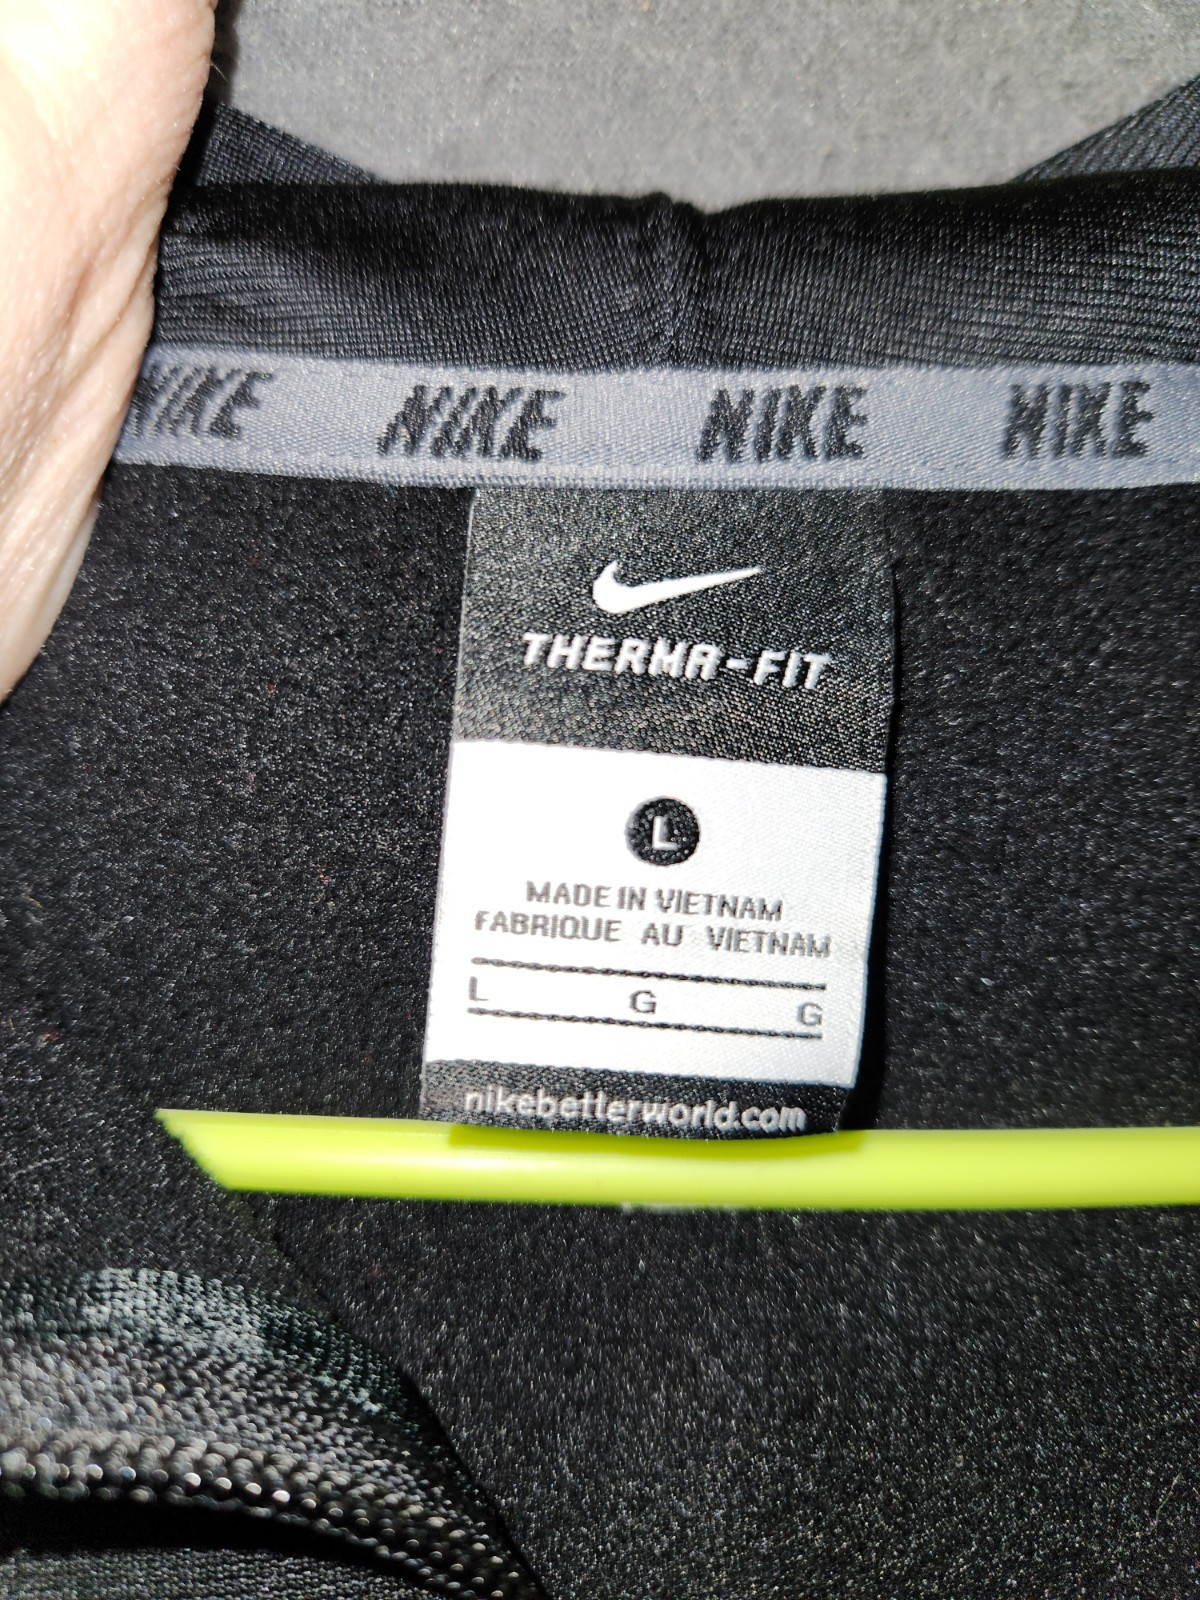 NIKE NIKE NIKE NIKE
THERMA-FIT
L
MADE IN VIETNAM
FABRIQUE AU VIETNAM
L G G
nikebetterworld.com